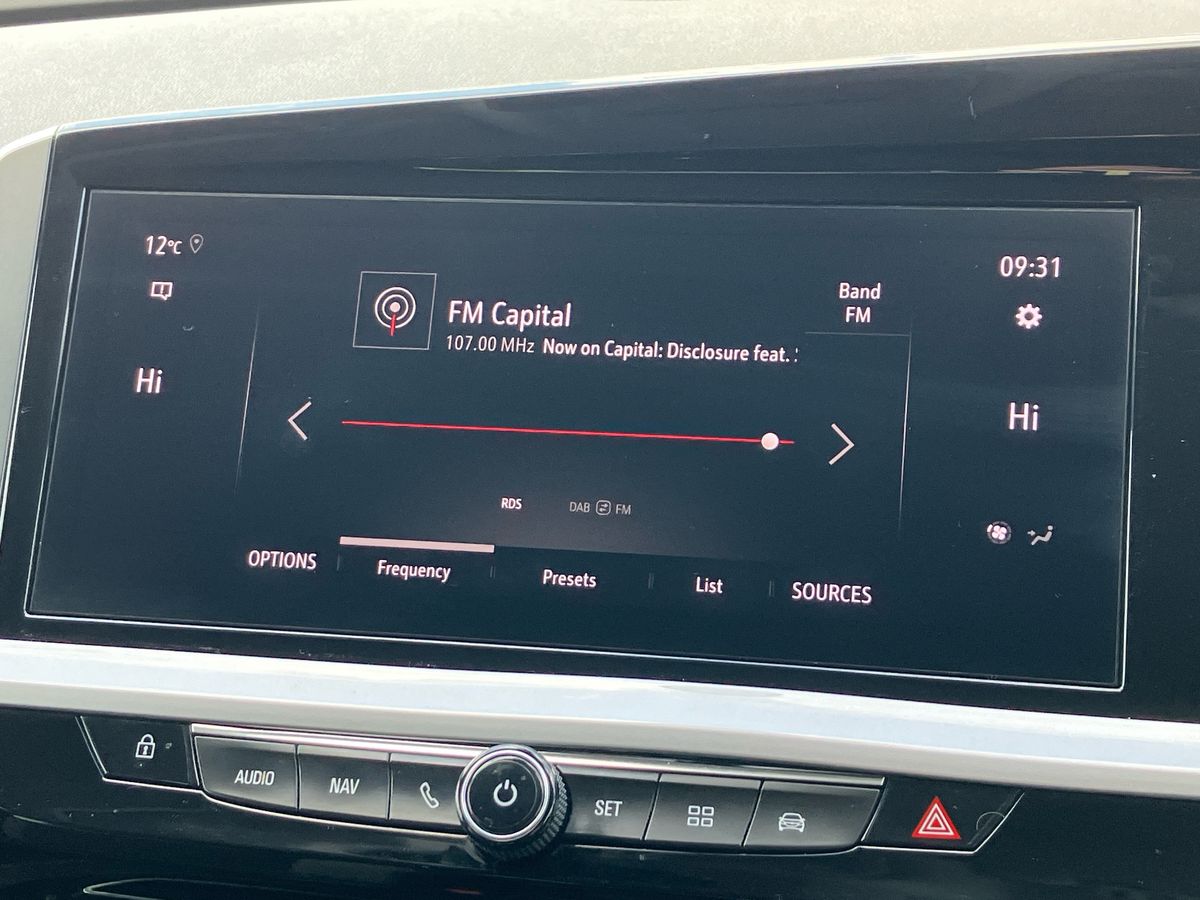 12°C
09:31
Band
FM
FM Capital
107.00 MHz Now on Capital: Disclosure feat.
Hi
Hi
RDS
DAB FM
OPTIONS
Frequency
Presets
List
SOURCES
AUDIO
NAV
SET